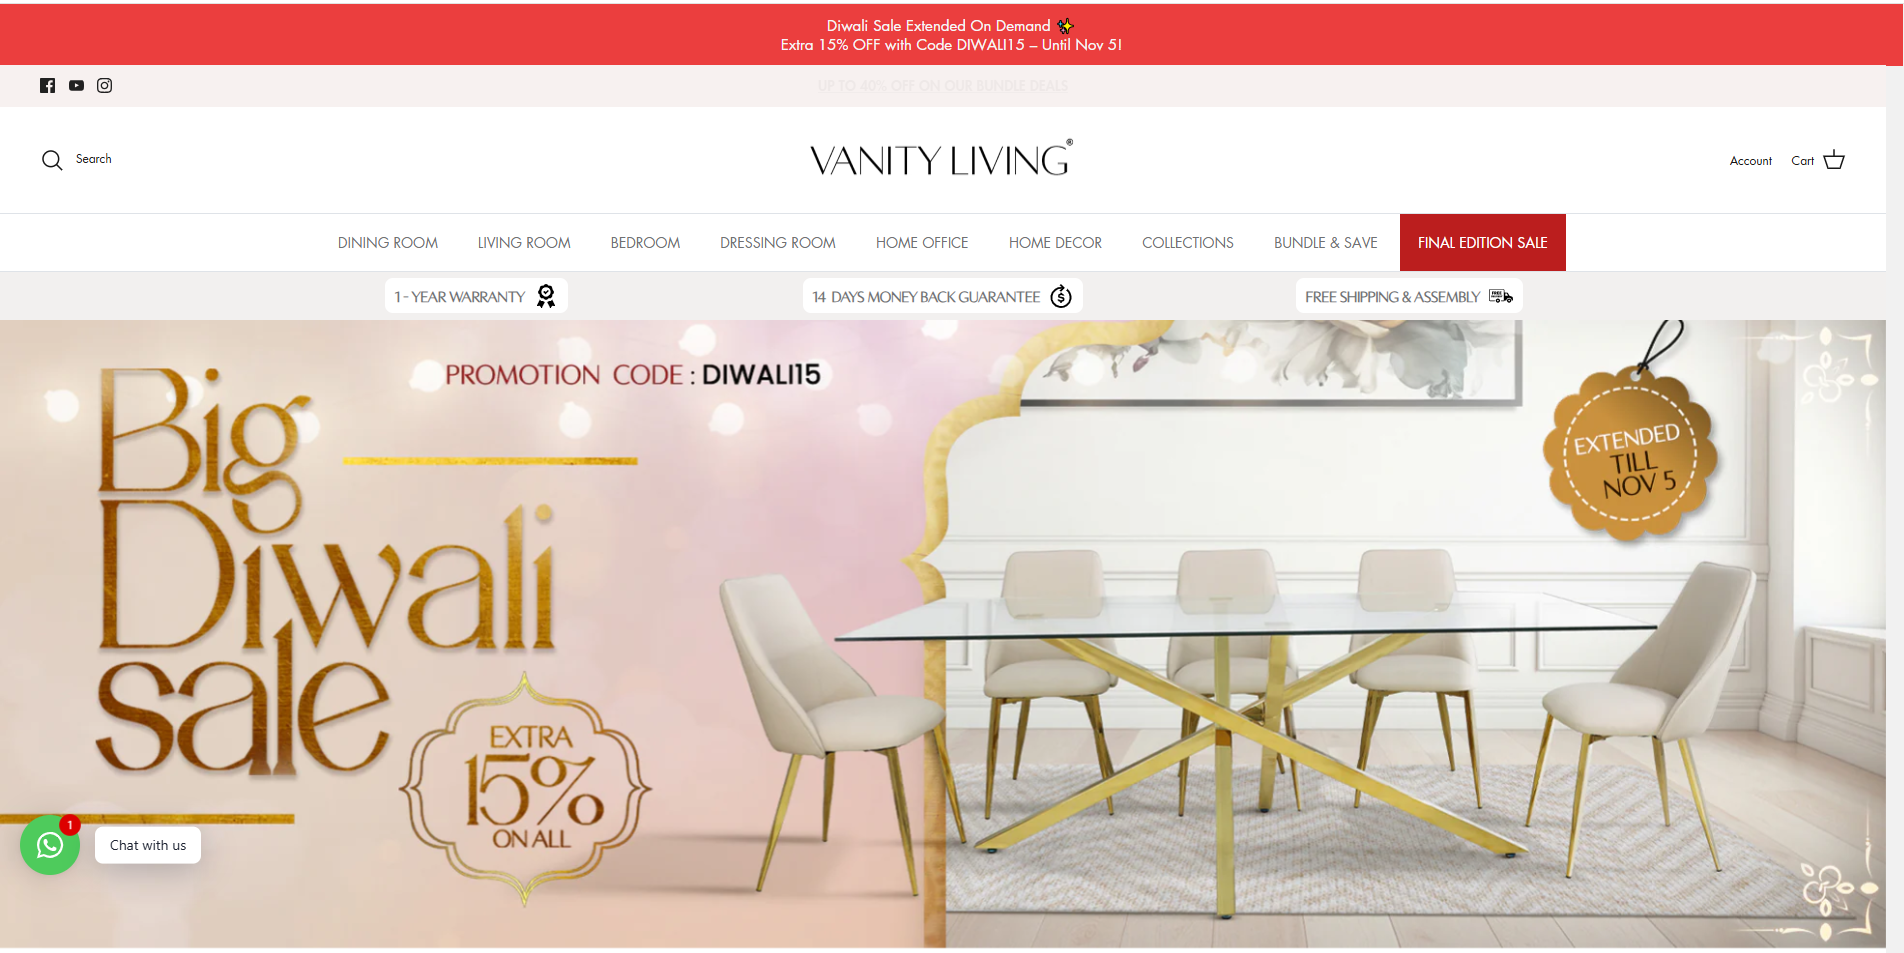 Diwali Sale Extended On Demand ✨
Extra 15% OFF with Code DIWALI15 – Until Nov 5!
UP TO 40% OFF ON OUR BUNDLE DEALS
Search
VANITY LIVING®
Account
Cart
DINING ROOM
LIVING ROOM
BEDROOM
DRESSING ROOM
HOME OFFICE
HOME DECOR
COLLECTIONS
BUNDLE & SAVE
FINAL EDITION SALE
1 - YEAR WARRANTY
14 DAYS MONEY BACK GUARANTEE
$
FREE SHIPPING & ASSEMBLY
FREE
PROMOTION CODE : DIWALI15
Big
Diwali
sale
EXTRA
15%
ON ALL
EXTENDED
TILL
NOV 5
1
Chat with us